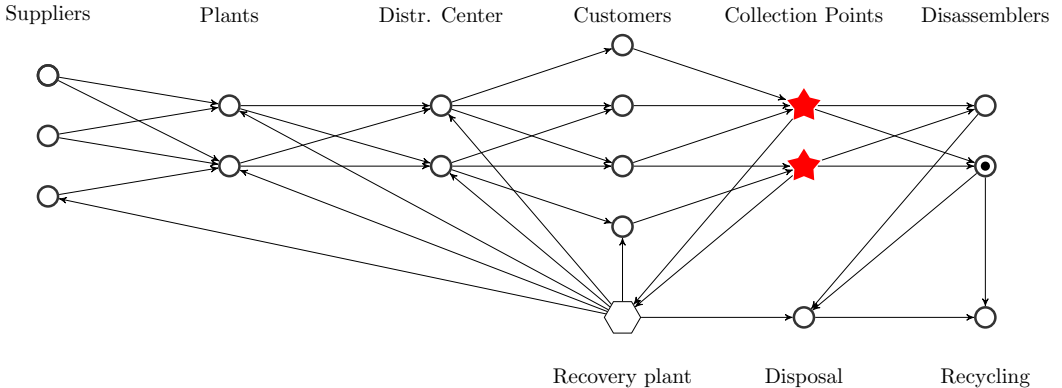 Suppliers
Plants
Distr. Center
Customers
Collection Points
Disassemblers
Recovery plant
Disposal
Recycling